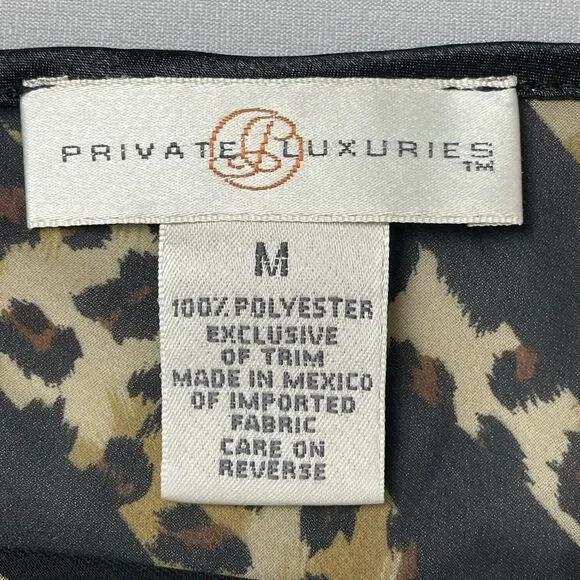 PRIVATE LUXURIES
TM
M
100% POLYESTER
EXCLUSIVE
OF TRIM
MADE IN MEXICO
OF IMPORTED
FABRIC
CARE ON
REVERSE